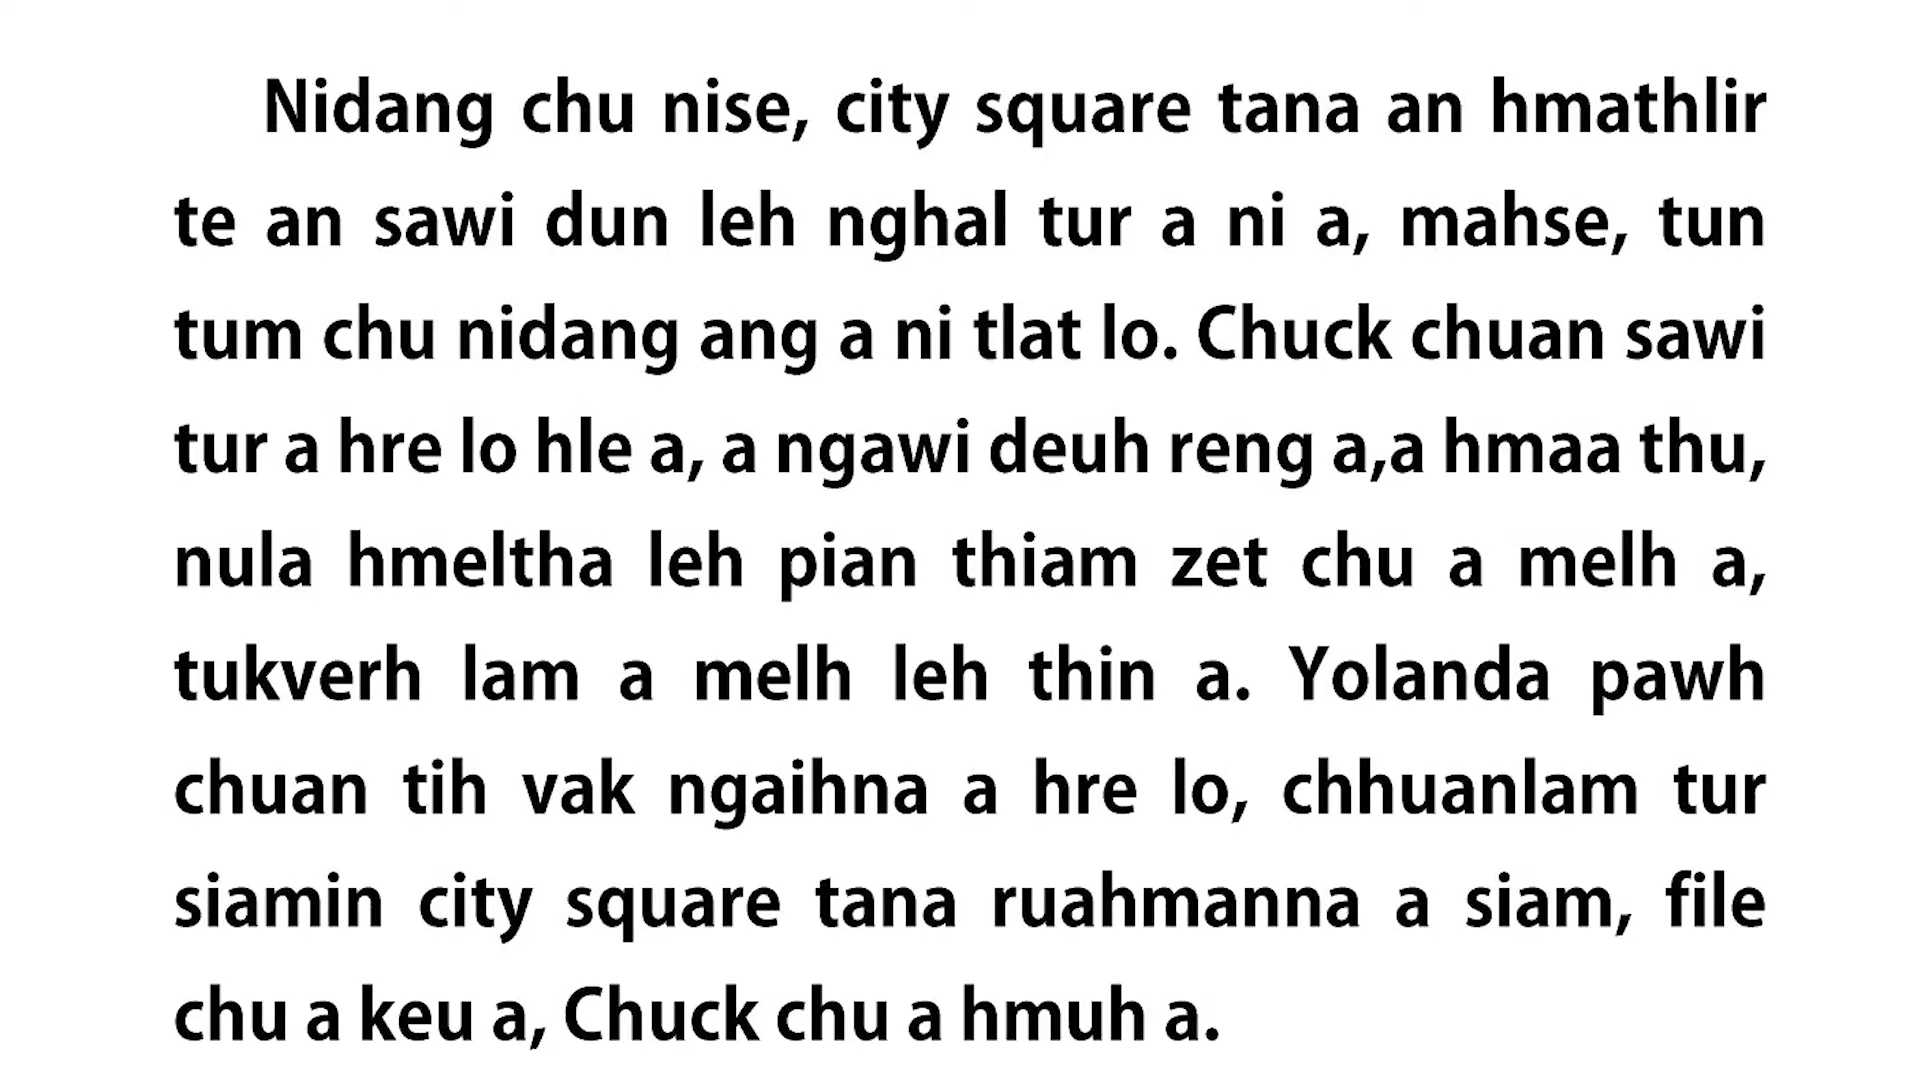 Nidang chu nise, city square tana an hmathlir
te an sawi dun leh nghal tur a ni a, mahse, tun
tum chu nidang ang a ni tlat lo. Chuck chuan sawi
tur a hre lo hle a, a ngawi deuh reng a,a hmaa thu,
nula hmeltha leh pian thiam zet chu a melh a,
tukverh lam a melh leh thin a. Yolanda pawh
chuan tih vak ngaihna a hre lo, chhuanlam tur
siamin city square tana ruahmanna a siam, file
chu a keu a, Chuck chu a hmuh a.